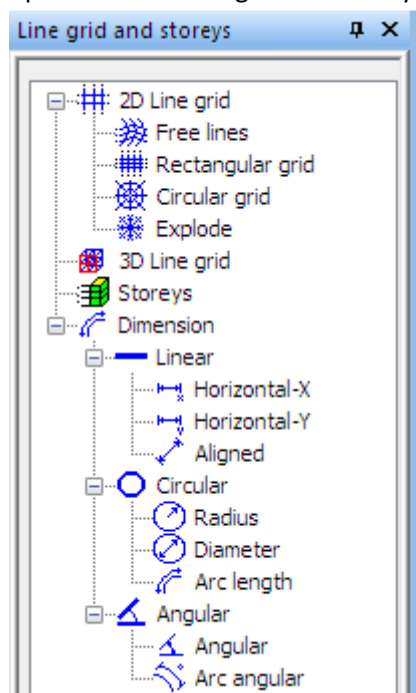 Line grid and storeys
2D Line grid
Free lines
Rectangular grid
Circular grid
Explode
3D Line grid
Storeys
Dimension
Linear
Horizontal-X
Horizontal-Y
Aligned
Circular
Radius
Diameter
Arc length
Angular
Angular
Arc angular